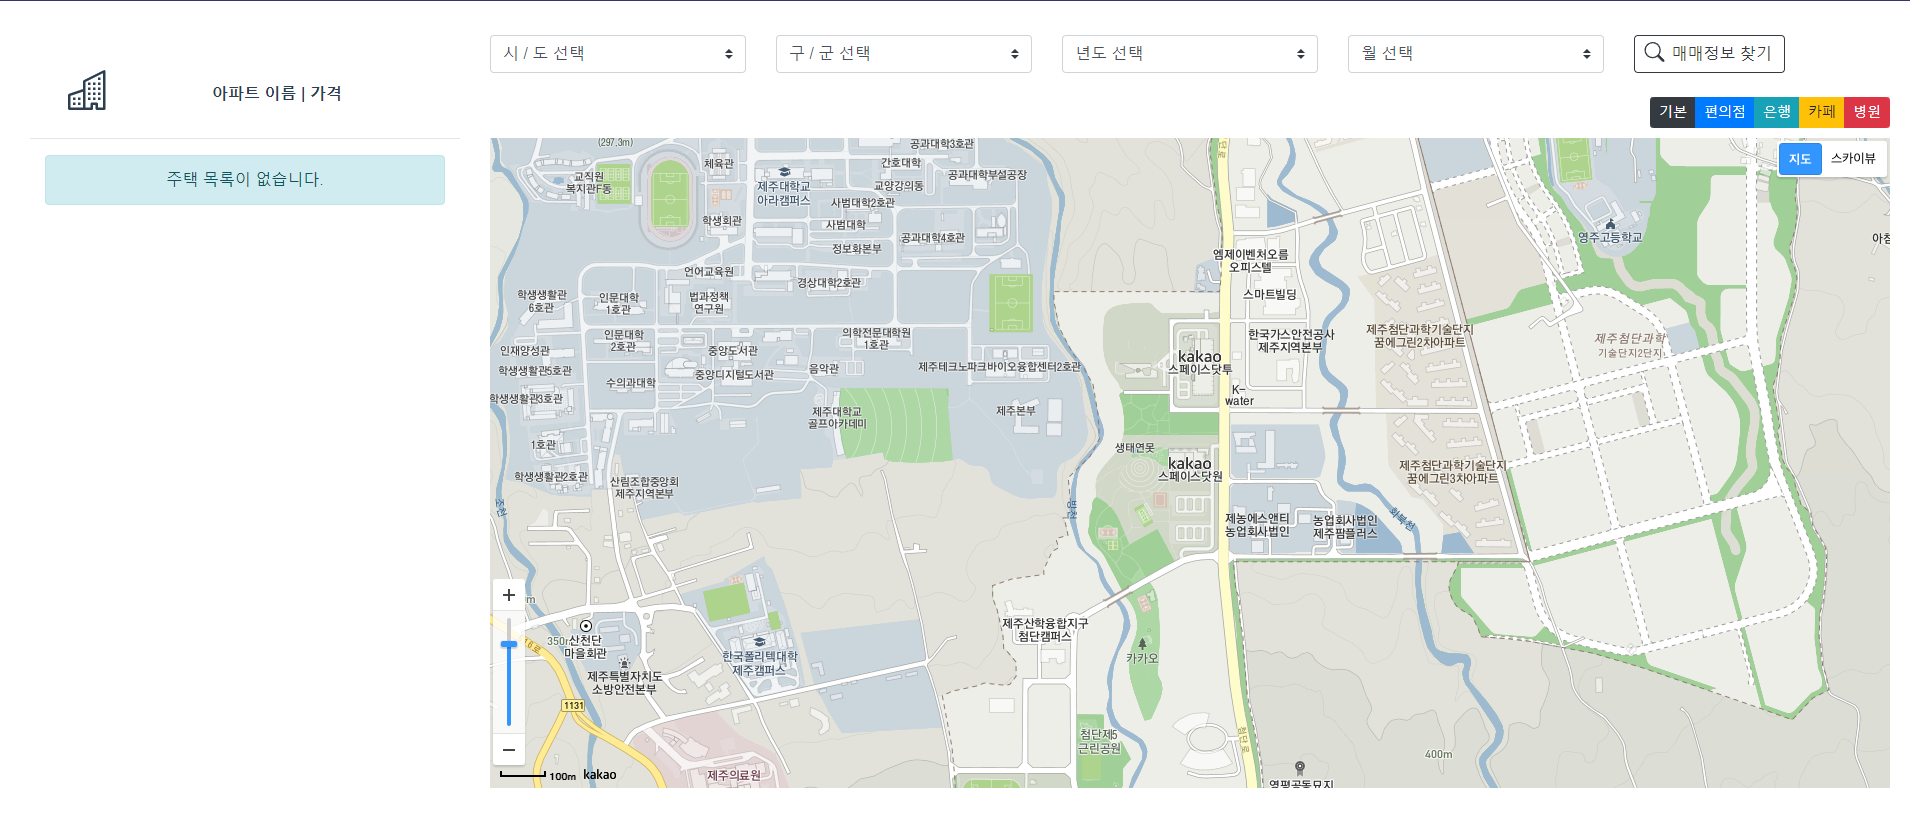 시 / 도 선택
구 / 군 선택
년도 선택
월 선택
매매정보 찾기
아파트 이름 | 가격
기본
편의점
은행
카페
병원
주택 목록이 없습니다.
지도
스카이뷰
(297.3m)
체육관
공과대학3호관
간호대학
교직원
복지관F동
제주대학교
아라캠퍼스
교양강의동
공과대학부설공장
사범대학2호관
학생회관
사범대학
정보화본부
공과대학4호관
영주고등학교
아침
엠제이벤처오름
오피스텔
언어교육원
경상대학2호관
스마트빌딩
학생생활관
6호관
인문대학
1호관
법과정책
연구원
인문대학
2호관
의학전문대학원
1호관
한국가스안전공사
제주지역본부
제주첨단과학기술단지
꿈에그린2차아파트
제주첨단과학
기술단지2단지
인재양성관
중앙도서관
kakao
스페이스닷투
학생생활관5호관
중앙디지털도서관
음악관
제주테크노파크바이오융합센터2호관
수의과대학
K-
water
학생생활관3호관
제주대학교
골프아카데미
제주본부
1호관
생태연못
kakao
스페이스닷원
제주첨단과학기술단지
꿈에그린3차아파트
학생생활관2호관
산림조합중앙회
제주지역본부
조천
방천
화북천
제농에스앤티
농업회사법인
농업회사법인
제주팜플러스
산천단
마을회관
350m
제주산학융합지구
첨단캠퍼스
한국폴리텍대학
제주캠퍼스
카카오
제주특별자치도
소방안전본부
1131
첨단제5
근린공원
첨단로
400m
제주의료원
영평공동묘지
100m
kakao